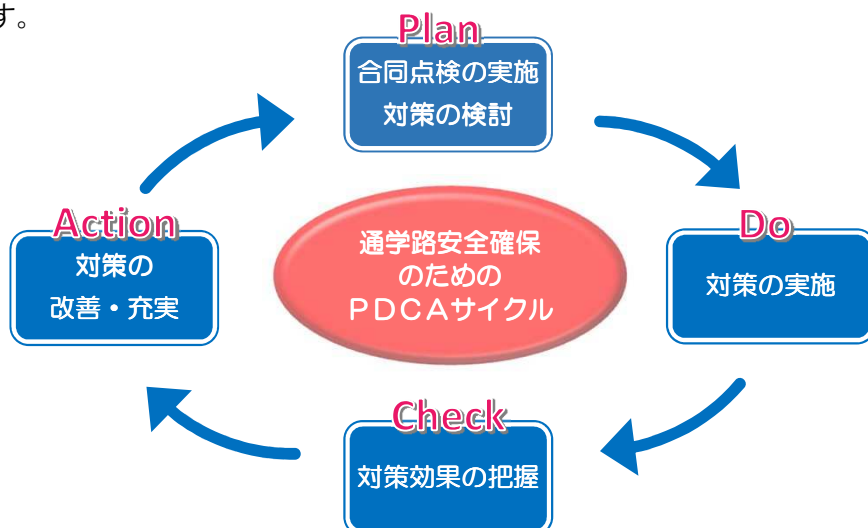 す。
Plan
合同点検の実施
対策の検討
Action
対策の
改善・充実
通学路安全確保
のための
ＰＤＣＡサイクル
Do
対策の実施
Check
対策効果の把握